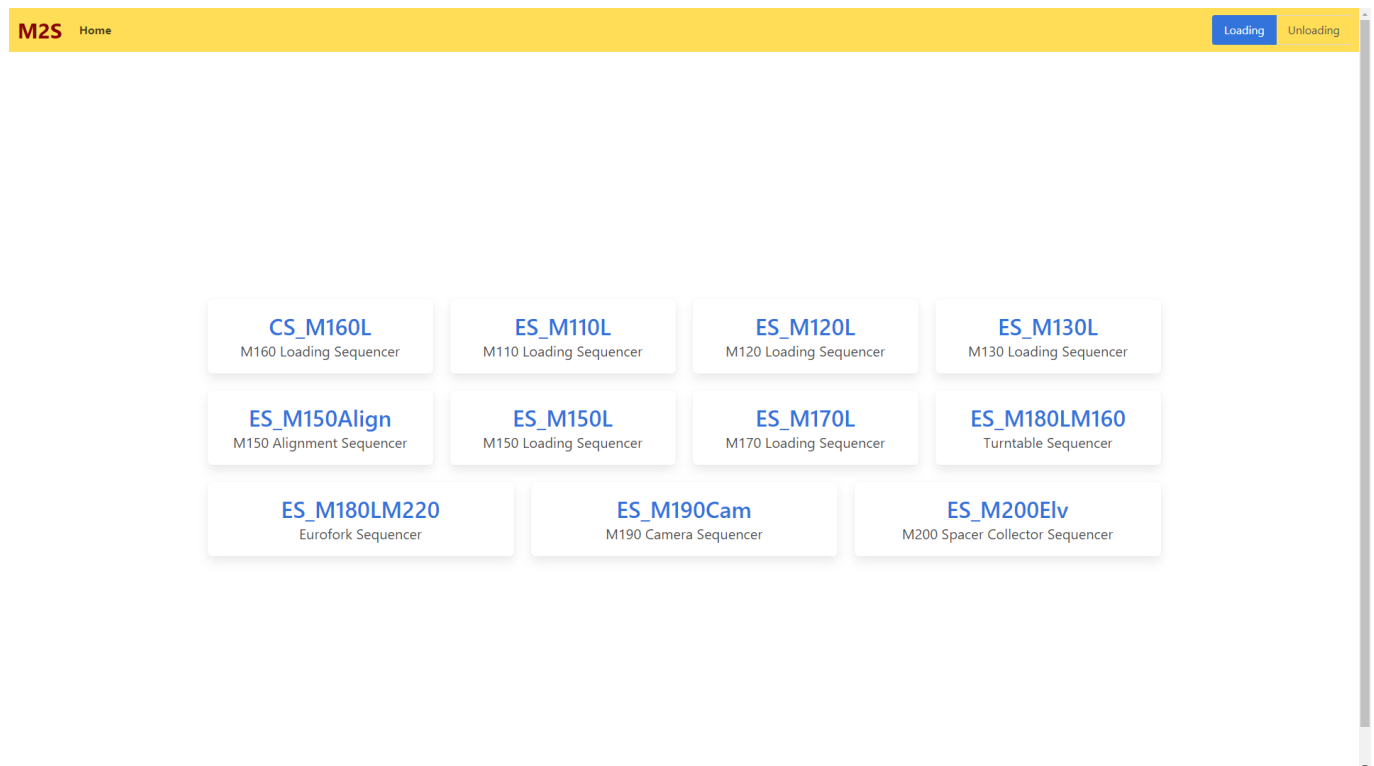 M2S Home Loading Unloading
CS_M160L ES_M110L ES_M120L ES_M130L
M160 Loading Sequencer M110 Loading Sequencer M120 Loading Sequencer M130 Loading Sequencer
ES_M150Align ES_M150L ES_M170L ES_M180LM160
M150 Alignment Sequencer M150 Loading Sequencer M170 Loading Sequencer Turntable Sequencer
ES_M180LM220 ES_M190Cam ES_M200Elv
Eurofork Sequencer M190 Camera Sequencer M200 Spacer Collector Sequencer